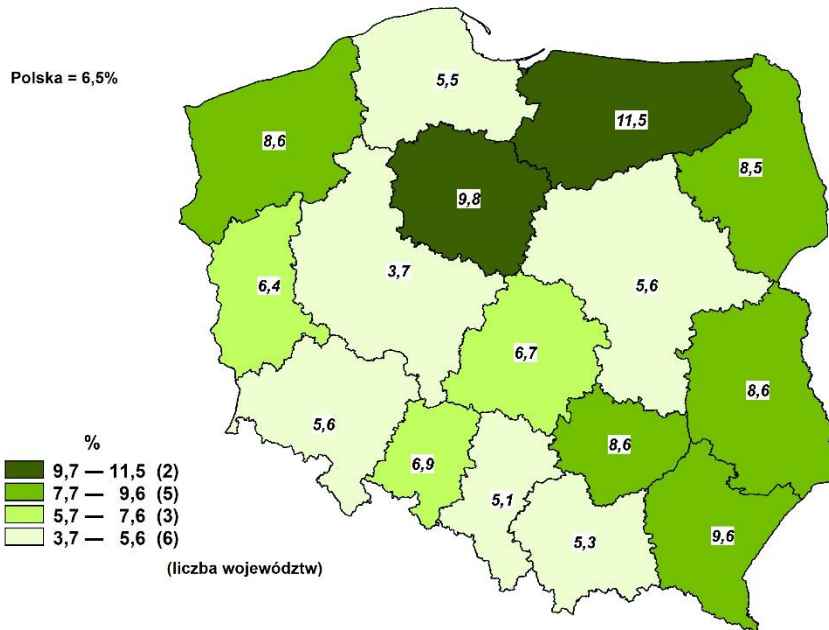 Polska = 6,5%
5,5
11,5
8,6
8,5
9,8
3,7
5,6
6,4
6,7
8,6
5,6
8,6
6,9
5,1
5,3
9,6
%
9,7 — 11,5 (2)
7,7 — 9,6 (5)
5,7 — 7,6 (3)
3,7 — 5,6 (6)
(liczba województw)